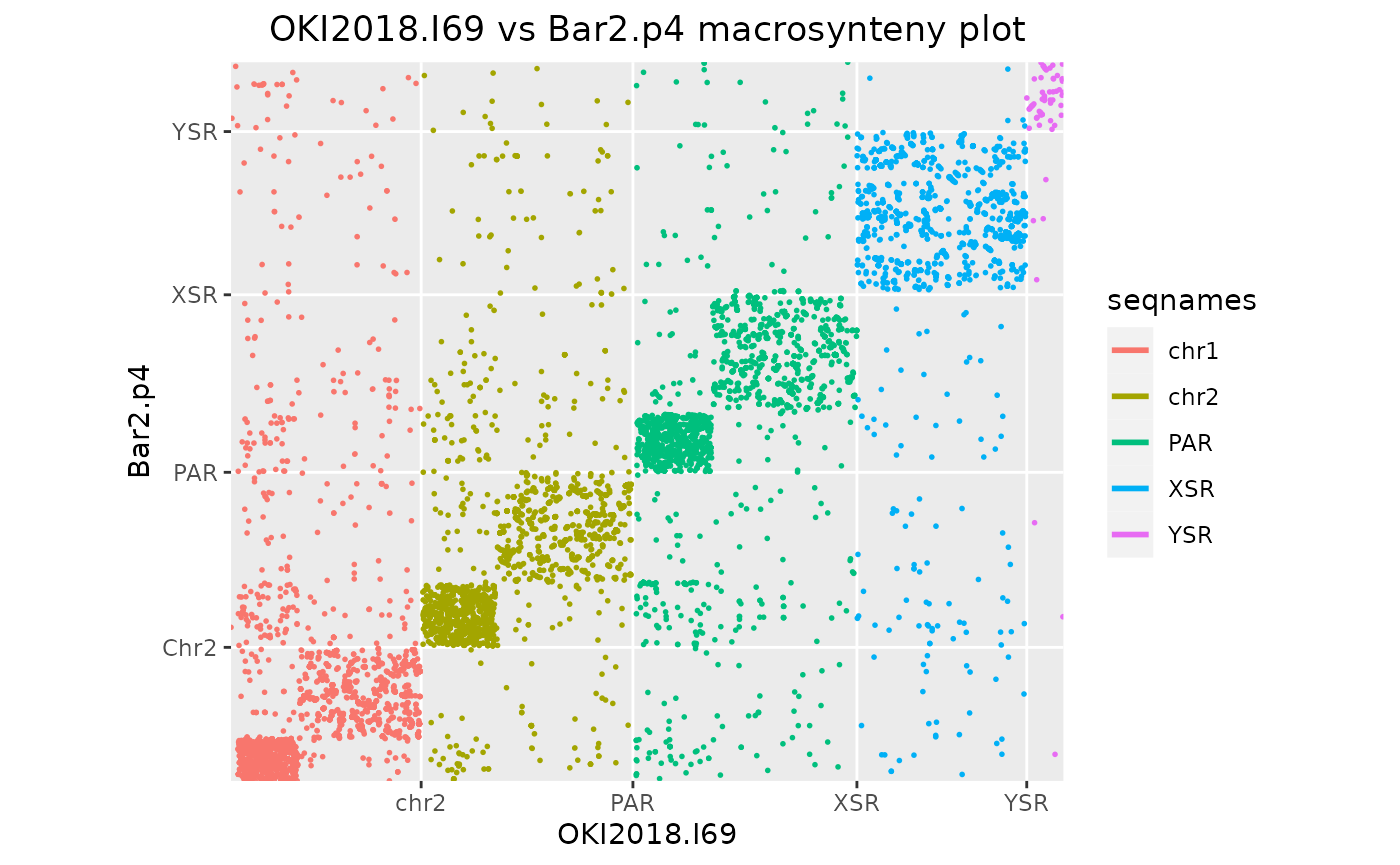 OKI2018.I69 vs Bar2.p4 macrosynteny plot
YSR
XSR
PAR
Chr2
Bar2.p4
chr2
PAR
XSR
YSR
OKI2018.I69
seqnames
chr1
chr2
PAR
XSR
YSR